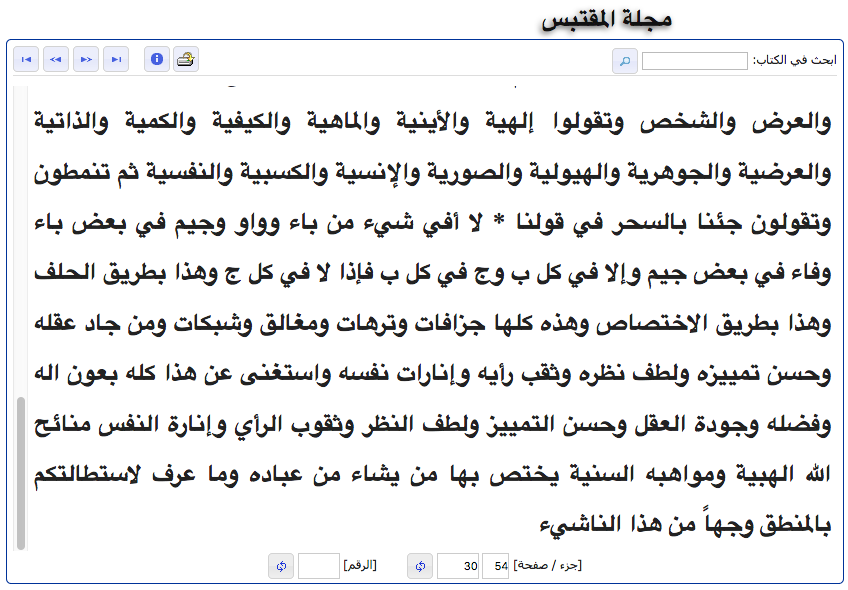 مجلة المقتبس
ابحث في الكتاب:
والعرض والشخص وتقولوا إلهية والأينية والماهية والكيفية والكمية والذاتية
والعرضية والجوهرية والهيولية والصورية والإنسية والكسبية والنفسية ثم تنمطون
وتقولون جئنا بالسحر في قولنا * لا أفي شيء من باء وواو وجيم في بعض باء
وفاء في بعض جيم وإلا في كل ب وج في كل ب فإذا لا في كل ج وهذا بطريق الحلف
وهذا بطريق الاختصاص وهذه كلها جزافات وترهات ومغالق وشبكات ومن جاد عقله
وحسن تمييزه ولطف نظره وثقب رأيه وإنارات نفسه واستغنى عن هذا كله بعون اله
وفضله وجودة العقل وحسن التمييز ولطف النظر وثقوب الرأي وإنارة النفس منائح
الله الهبية ومواهبه السنية يختص بها من يشاء من عباده وما عرف لاستطالتكم
بالمنطق وجهاً من هذا الناشيء
[جزء / صفحة] 54 30 [الرقم]